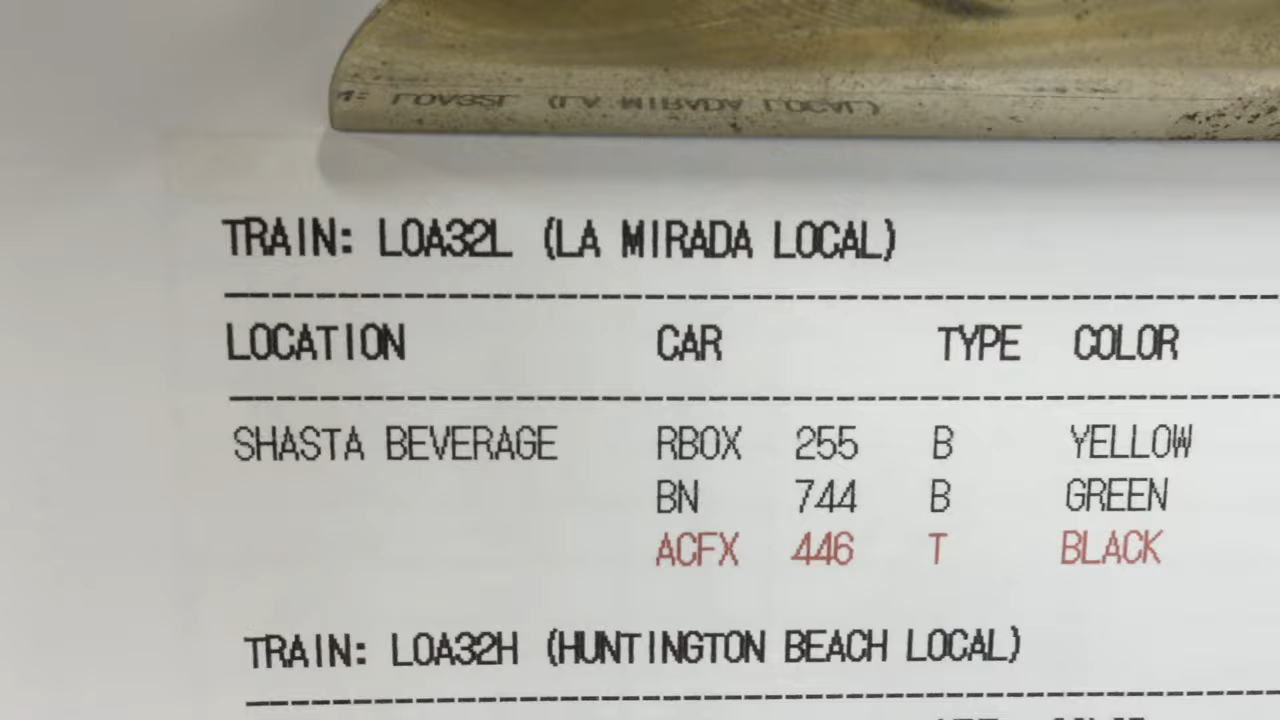 TRAIN: LOA32L (LA MIRADA LOCAL)
LOCATION CAR TYPE COLOR
SHASTA BEVERAGE RBOX 255 B YELLOW
BN 744 B GREEN
ACFX 446 T BLACK
TRAIN: LOA32H (HUNTINGTON BEACH LOCAL)